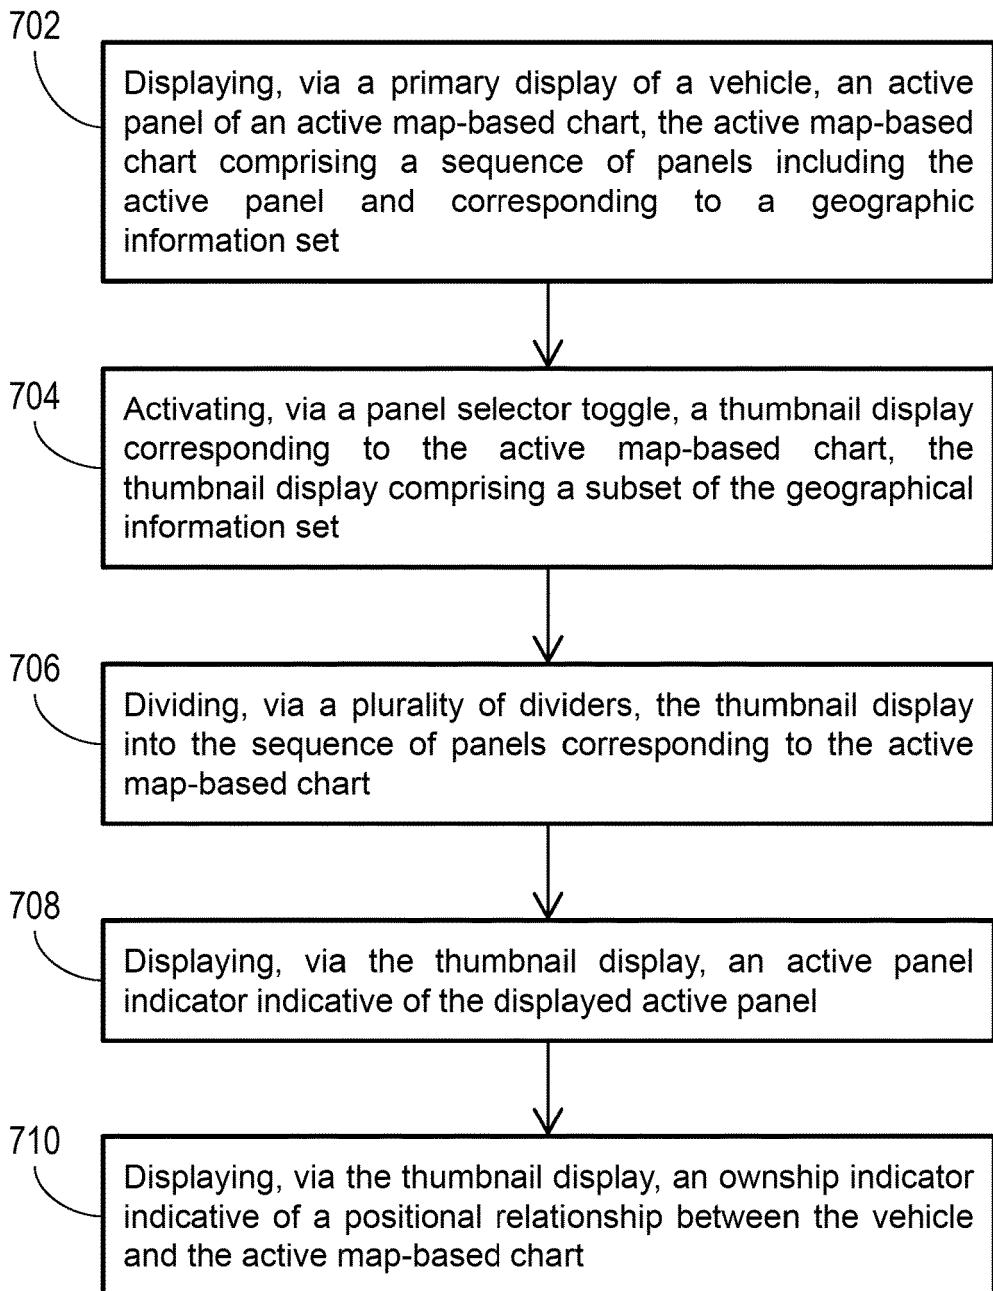 702
Displaying, via a primary display of a vehicle, an active
panel of an active map-based chart, the active map-based
chart comprising a sequence of panels including the
active panel and corresponding to a geographic
information set
704
Activating, via a panel selector toggle, a thumbnail display
corresponding to the active map-based chart, the
thumbnail display comprising a subset of the geographical
information set
706
Dividing, via a plurality of dividers, the thumbnail display
into the sequence of panels corresponding to the active
map-based chart
708
Displaying, via the thumbnail display, an active panel
indicator indicative of the displayed active panel
710
Displaying, via the thumbnail display, an ownship indicator
indicative of a positional relationship between the vehicle
and the active map-based chart